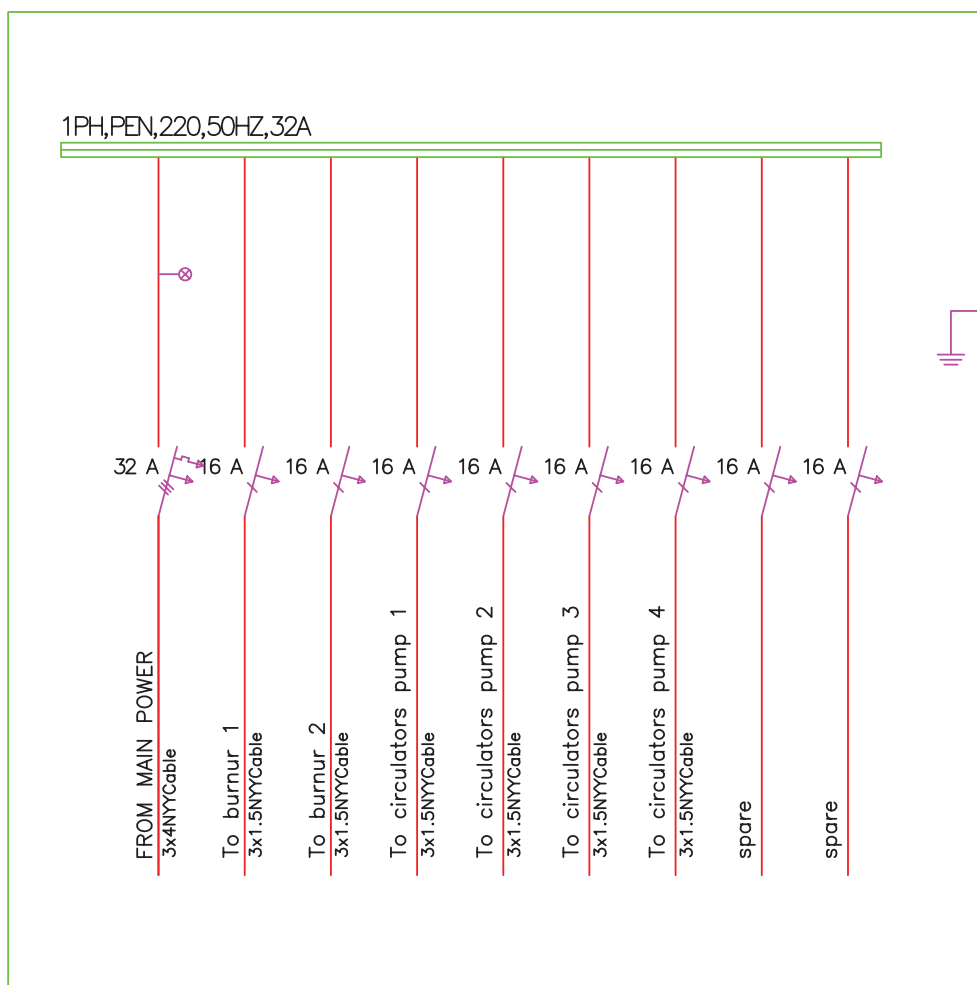 1PH,PEN,220,50HZ,32A
32 A
16 A
16 A
16 A
16 A
16 A
16 A
16 A
16 A
FROM MAIN POWER
3x4NYYCable
To burnur 1
3x1.5NYYCable
To burnur 2
3x1.5NYYCable
To circulators pump 1
3x1.5NYYCable
To circulators pump 2
3x1.5NYYCable
To circulators pump 3
3x1.5NYYCable
To circulators pump 4
3x1.5NYYCable
spare
spare